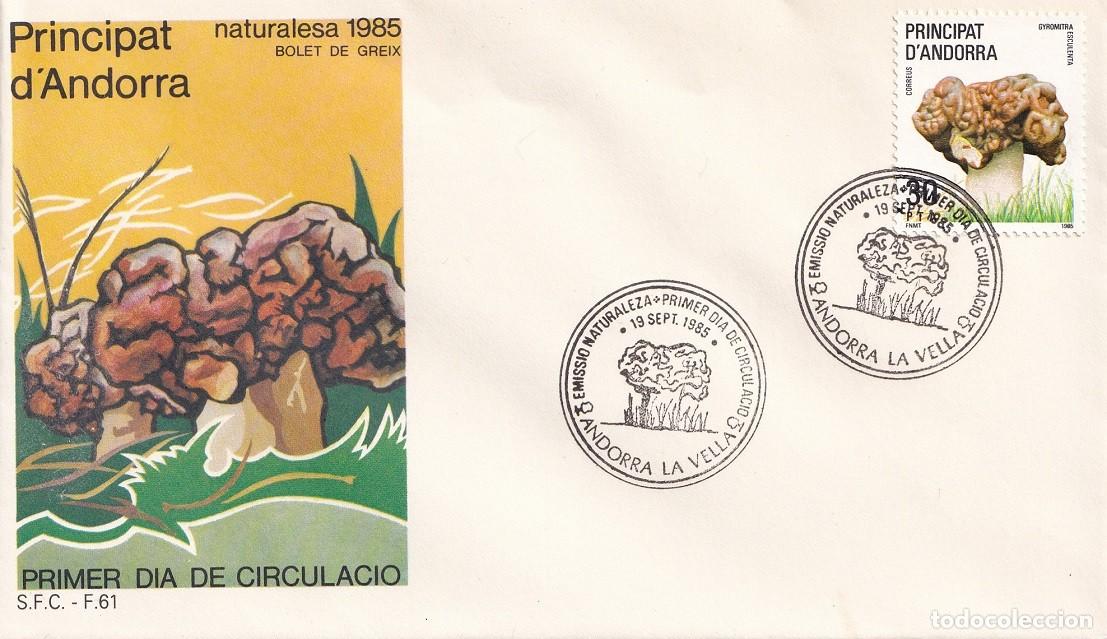 Principat
d'Andorra
naturalesa 1985
BOLET DE GREIX
PRIMER DIA DE CIRCULACIO
S.F.C. - F.61
PRINCIPAT
D'ANDORRA
GYROMITRA
ESCULENTA
CORREUS
30
PTA
FNMT
1985
EMISSIO NATURALEZA + PRIMER DIA DE CIRCULACIO
19 SEPT. 1985
ANDORRA LA VELLA
EMISSIO NATURALEZA + PRIMER DIA DE CIRCULACIO
19 SEPT. 1985
ANDORRA LA VELLA
todocoleccion